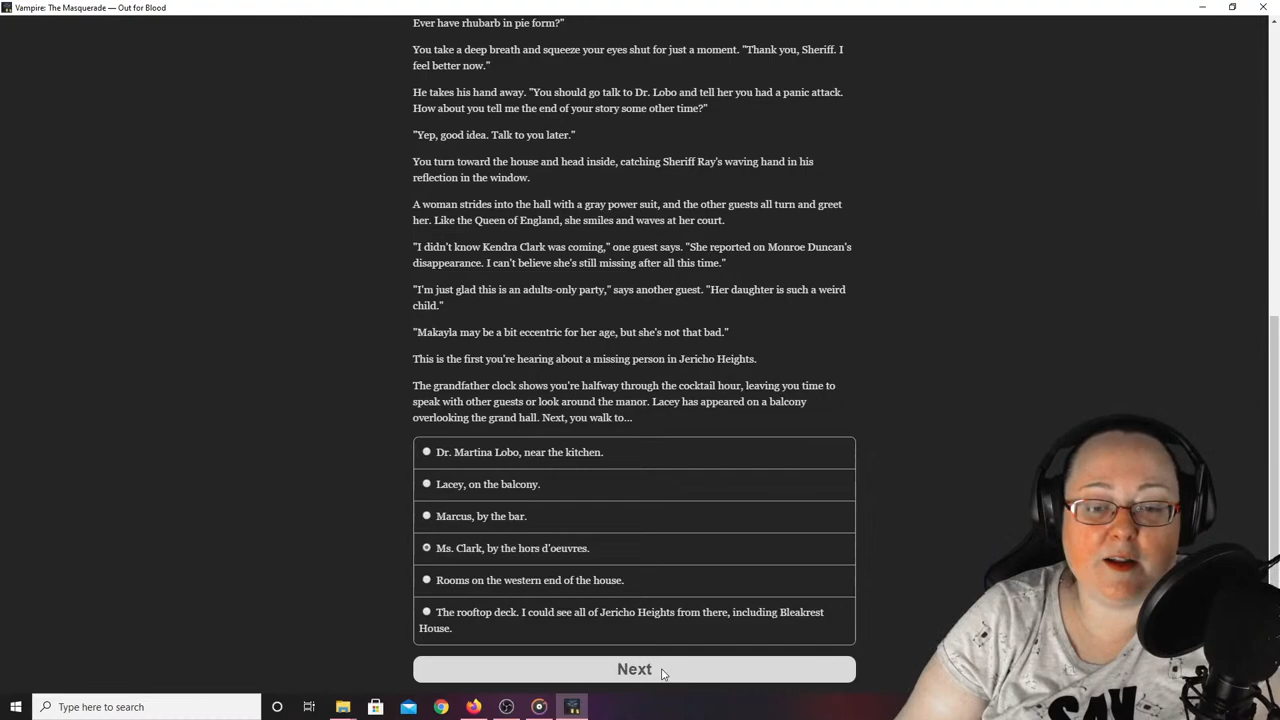 Vampire: The Masquerade — Out for Blood
Ever have rhubarb in pie form?"
You take a deep breath and squeeze your eyes shut for just a moment. "Thank you, Sheriff. I
feel better now."
He takes his hand away. "You should go talk to Dr. Lobo and tell her you had a panic attack.
How about you tell me the end of your story some other time?"
"Yep, good idea. Talk to you later."
You turn toward the house and head inside, catching Sheriff Ray's waving hand in his
reflection in the window.
A woman strides into the hall with a gray power suit, and the other guests all turn and greet
her. Like the Queen of England, she smiles and waves at her court.
"I didn't know Kendra Clark was coming," one guest says. "She reported on Monroe Duncan's
disappearance. I can't believe she's still missing after all this time."
"I'm just glad this is an adults-only party," says another guest. "Her daughter is such a weird
child."
"Makayla may be a bit eccentric for her age, but she's not that bad."
This is the first you're hearing about a missing person in Jericho Heights.
The grandfather clock shows you're halfway through the cocktail hour, leaving you time to
speak with other guests or look around the manor. Lacey has appeared on a balcony
overlooking the grand hall. Next, you walk to...
Dr. Martina Lobo, near the kitchen.
Lacey, on the balcony.
Marcus, by the bar.
Ms. Clark, by the hors d'oeuvres.
Rooms on the western end of the house.
The rooftop deck. I could see all of Jericho Heights from there, including Bleakrest
House.
Next
Type here to search